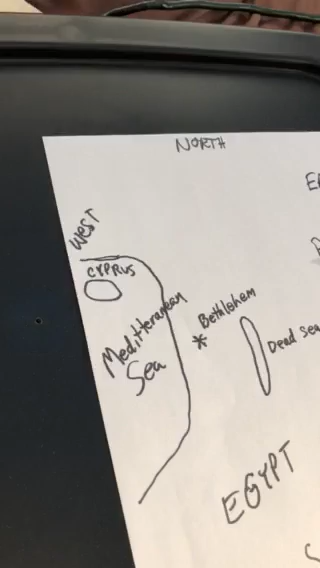 NORTH
WEST
CYPRUS
Mediterranean
Sea
Bethlehem
Dead Sea
EGYPT